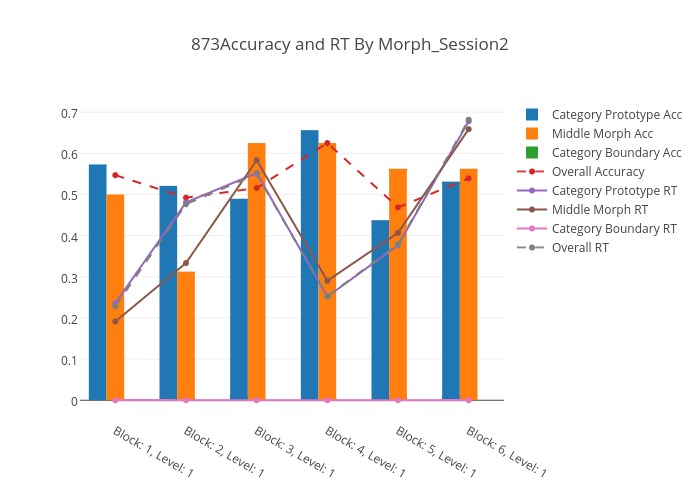 873Accuracy and RT By Morph_Session2
0.7
0.6
0.5
0.4
0.3
0.2
0.1
0
Block: 1, Level: 1
Block: 2, Level: 1
Block: 3, Level: 1
Block: 4, Level: 1
Block: 5, Level: 1
Block: 6, Level: 1
Category Prototype Acc
Middle Morph Acc
Category Boundary Acc
Overall Accuracy
Category Prototype RT
Middle Morph RT
Category Boundary RT
Overall RT